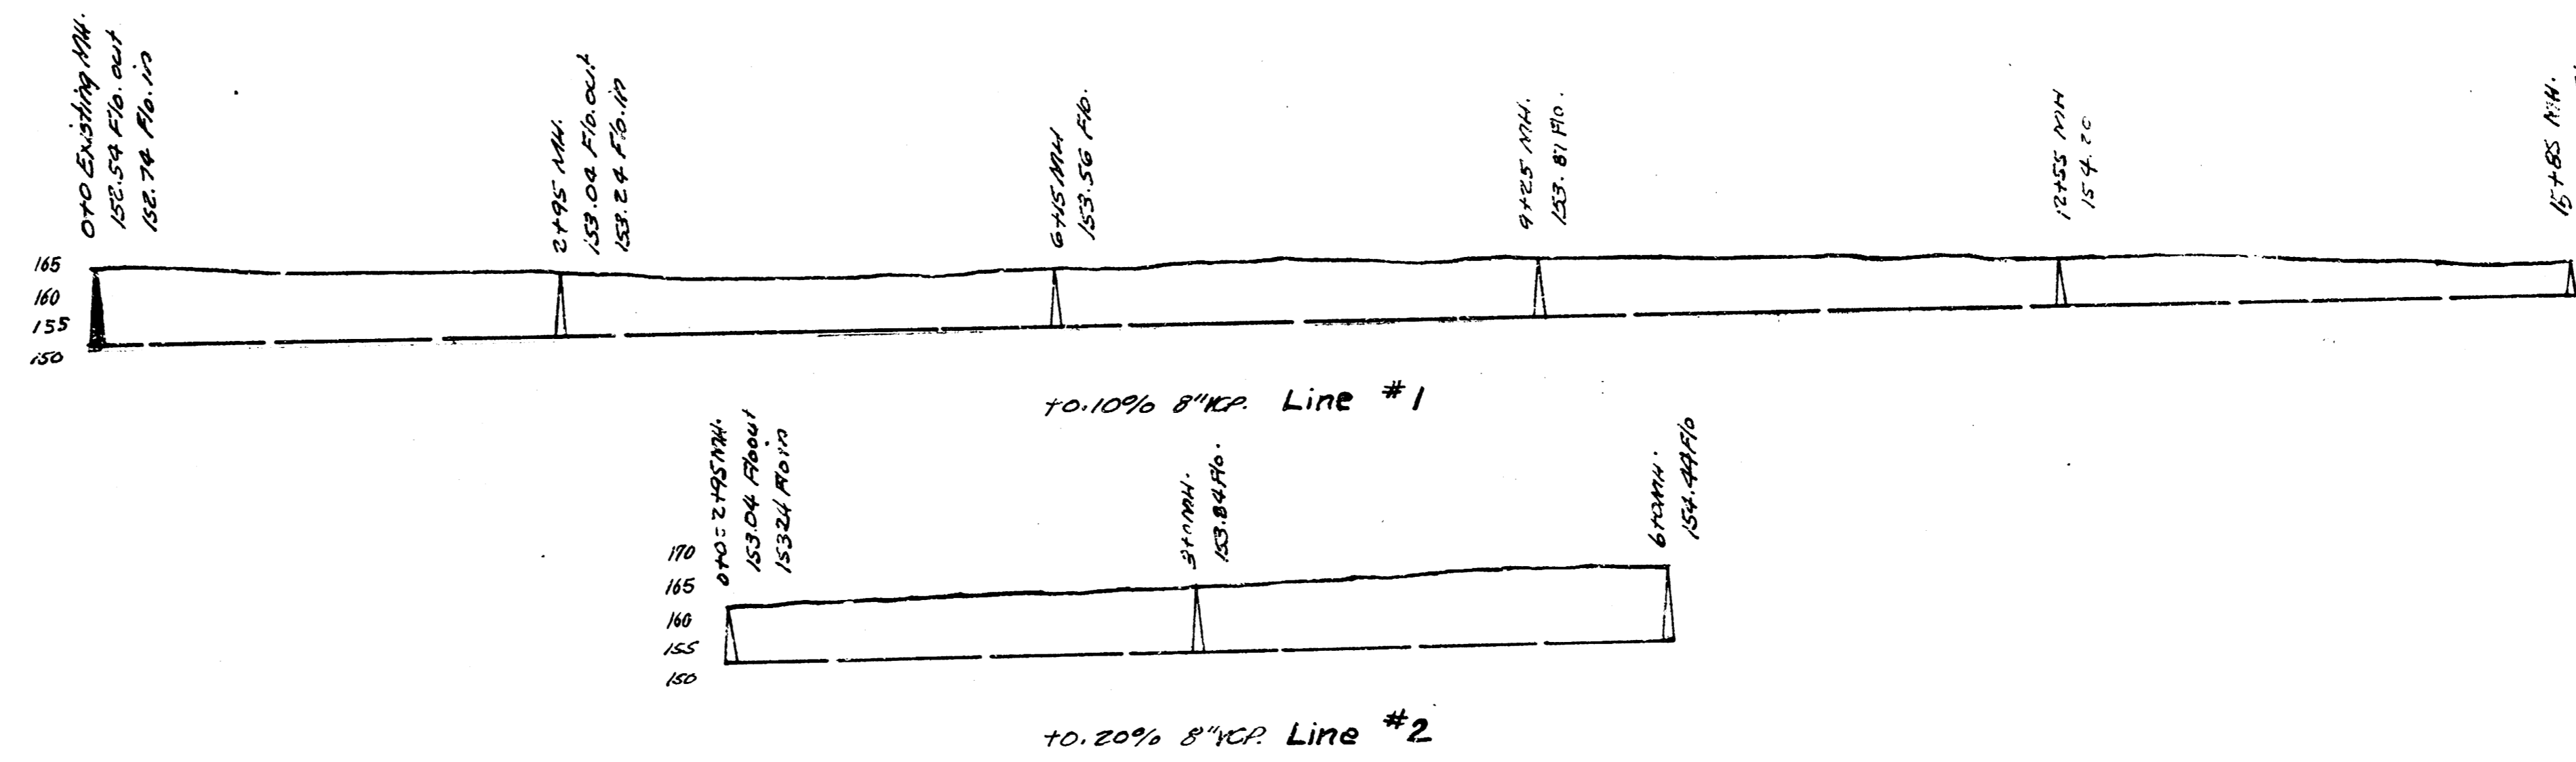 0+0 Existing MH.
152.54 Flo. out
152.74 Flo. in
2+95 MH.
153.04 Flo. out
153.24 Flo. in
6+15 MH
153.56 Flo.
9+25 MH.
153.87 Flo.
12+55 MH
154.20
15+85 MH.
165
160
155
150
+0.10% 8" VCP. Line #1
0+0=2+95 MH.
153.04 Flo out
153.24 Flo in
MH.
153.84 Flo.
6+0 MH.
154.44 Flo
170
165
160
155
150
+0.20% 8" VCP. Line #2